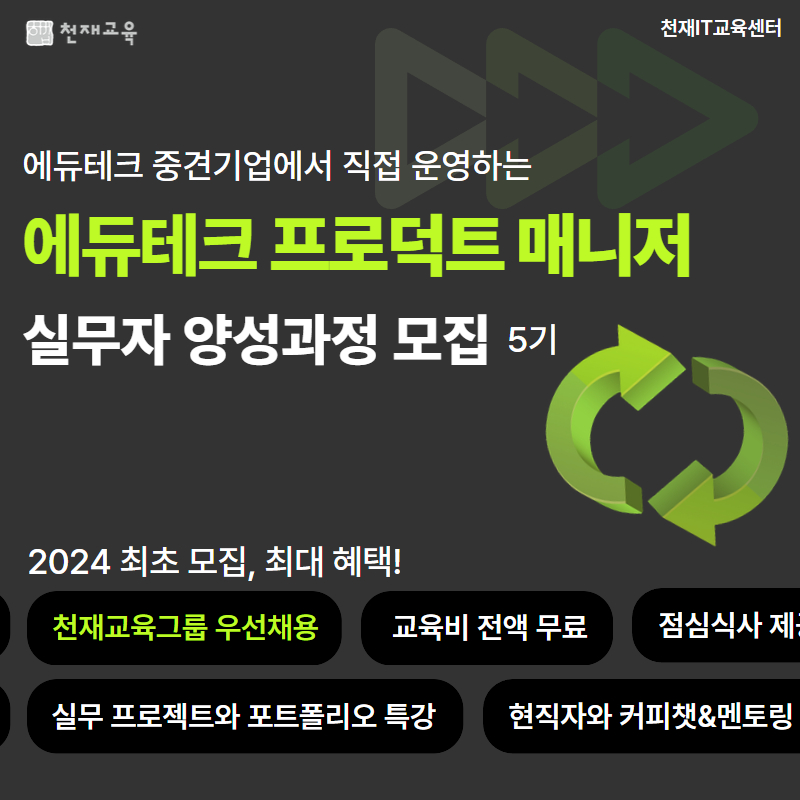 천재교육
천재IT교육센터
에듀테크 중견기업에서 직접 운영하는
에듀테크 프로덕트 매니저
실무자 양성과정 모집 5기
2024 최초 모집, 최대 혜택!
천재교육그룹 우선채용
교육비 전액 무료
점심식사
실무 프로젝트와 포트폴리오 특강
현직자와 커피챗&멘토링